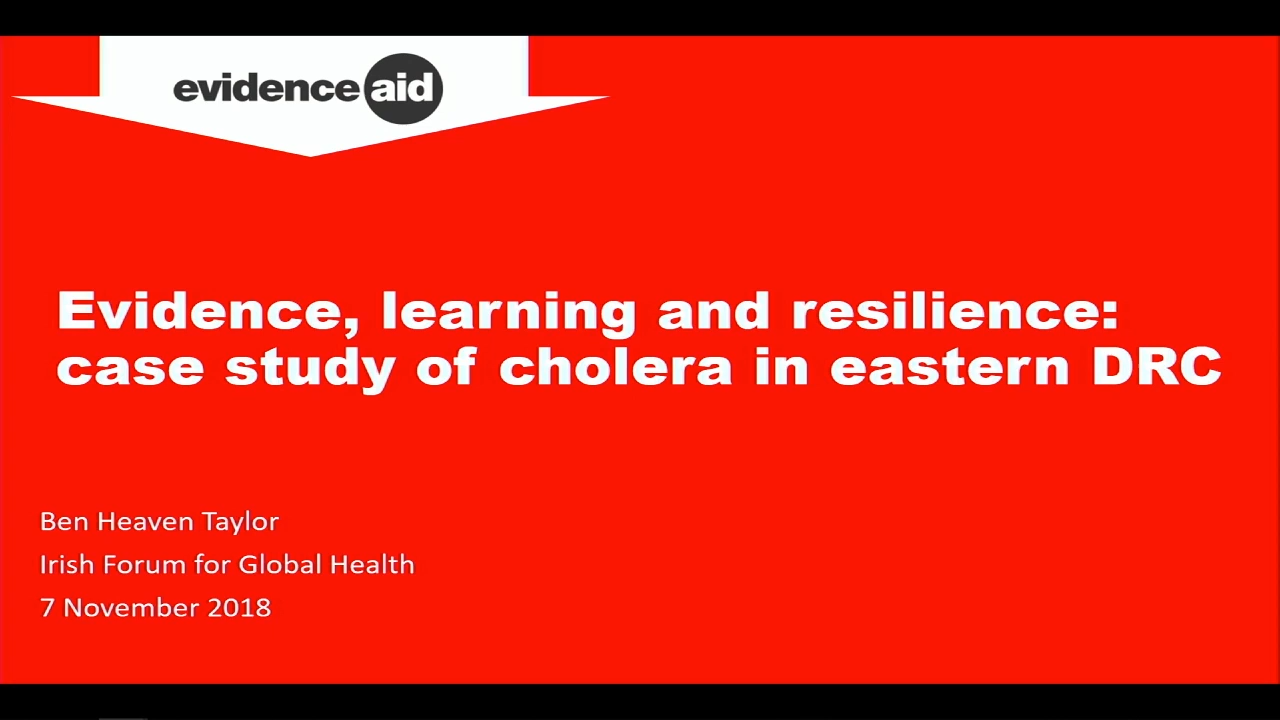 evidence aid
Evidence, learning and resilience:
case study of cholera in eastern DRC
Ben Heaven Taylor
Irish Forum for Global Health
7 November 2018